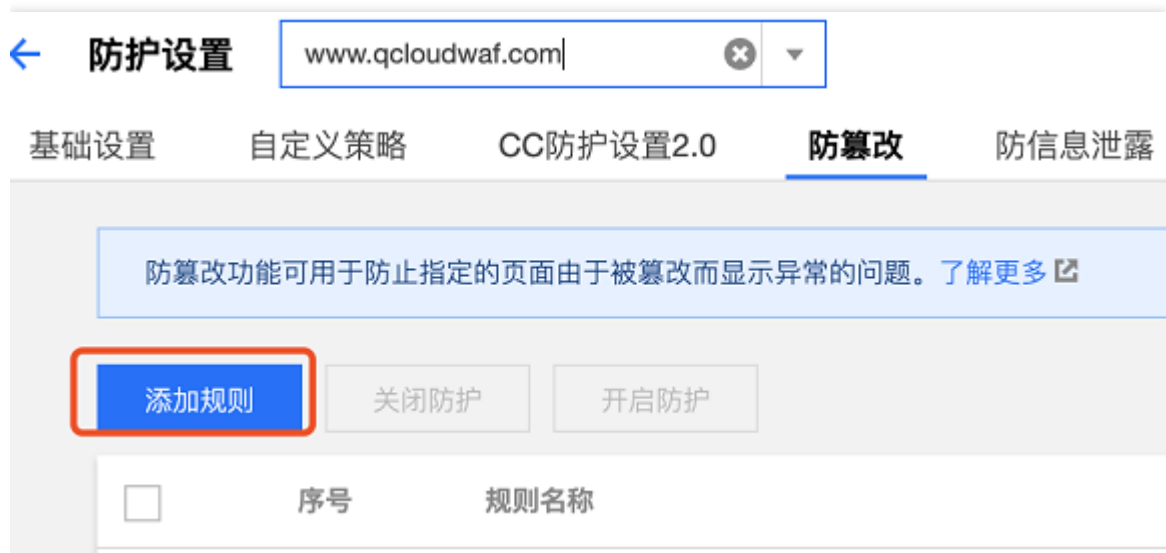 防护设置 www.qcloudwaf.com
基础设置 自定义策略 CC防护设置2.0 防篡改 防信息泄露
防篡改功能可用于防止指定的页面由于被篡改而显示异常的问题。了解更多
添加规则 关闭防护 开启防护
序号 规则名称